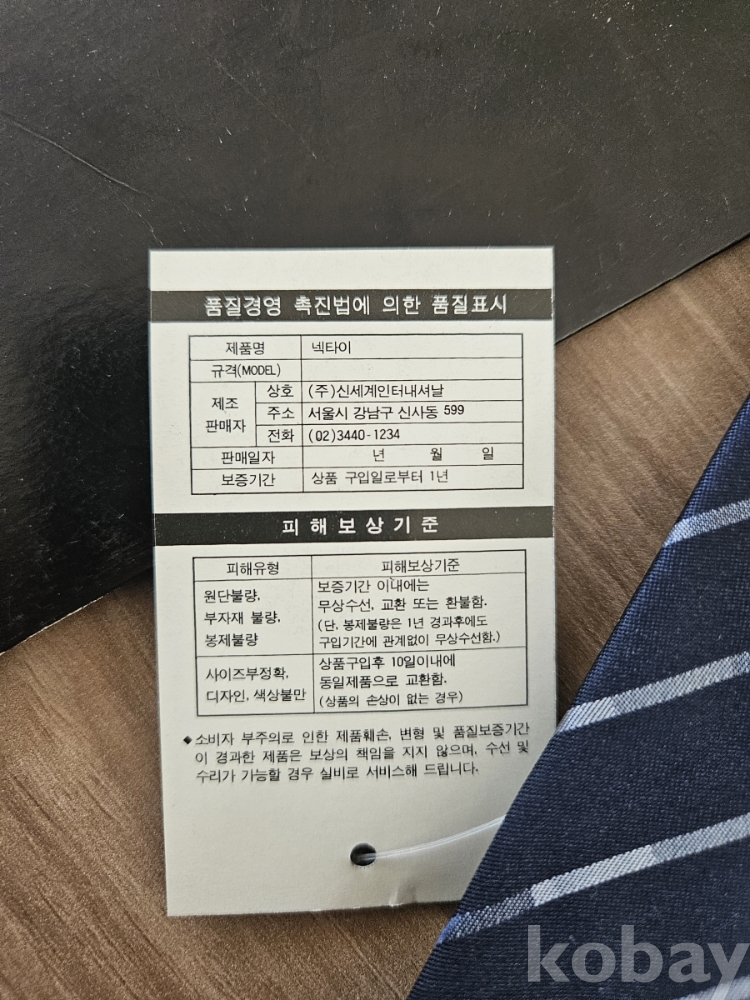 품질경영 촉진법에 의한 품질표시
제품명 넥타이
규격(MODEL)
제조 판매자 상호 (주)신세계인터내셔날
주소 서울시 강남구 신사동 599
전화 (02)3440-1234
판매일자 년 월 일
보증기간 상품 구입일로부터 1년
피해보상기준
피해유형 피해보상기준
원단불량, 부자재 불량, 봉제불량
보증기간 이내에는
무상수선, 교환 또는 환불함.
(단, 봉제불량은 1년 경과후에도
구입기간에 관계없이 무상수선함.)
사이즈부정확, 디자인, 색상불만
상품구입후 10일이내에
동일제품으로 교환함.
(상품의 손상이 없는 경우)
◆ 소비자 부주의로 인한 제품훼손, 변형 및 품질보증기간
이 경과한 제품은 보상의 책임을 지지 않으며, 수선 및
수리가 가능할 경우 실비로 서비스해 드립니다.
kobay